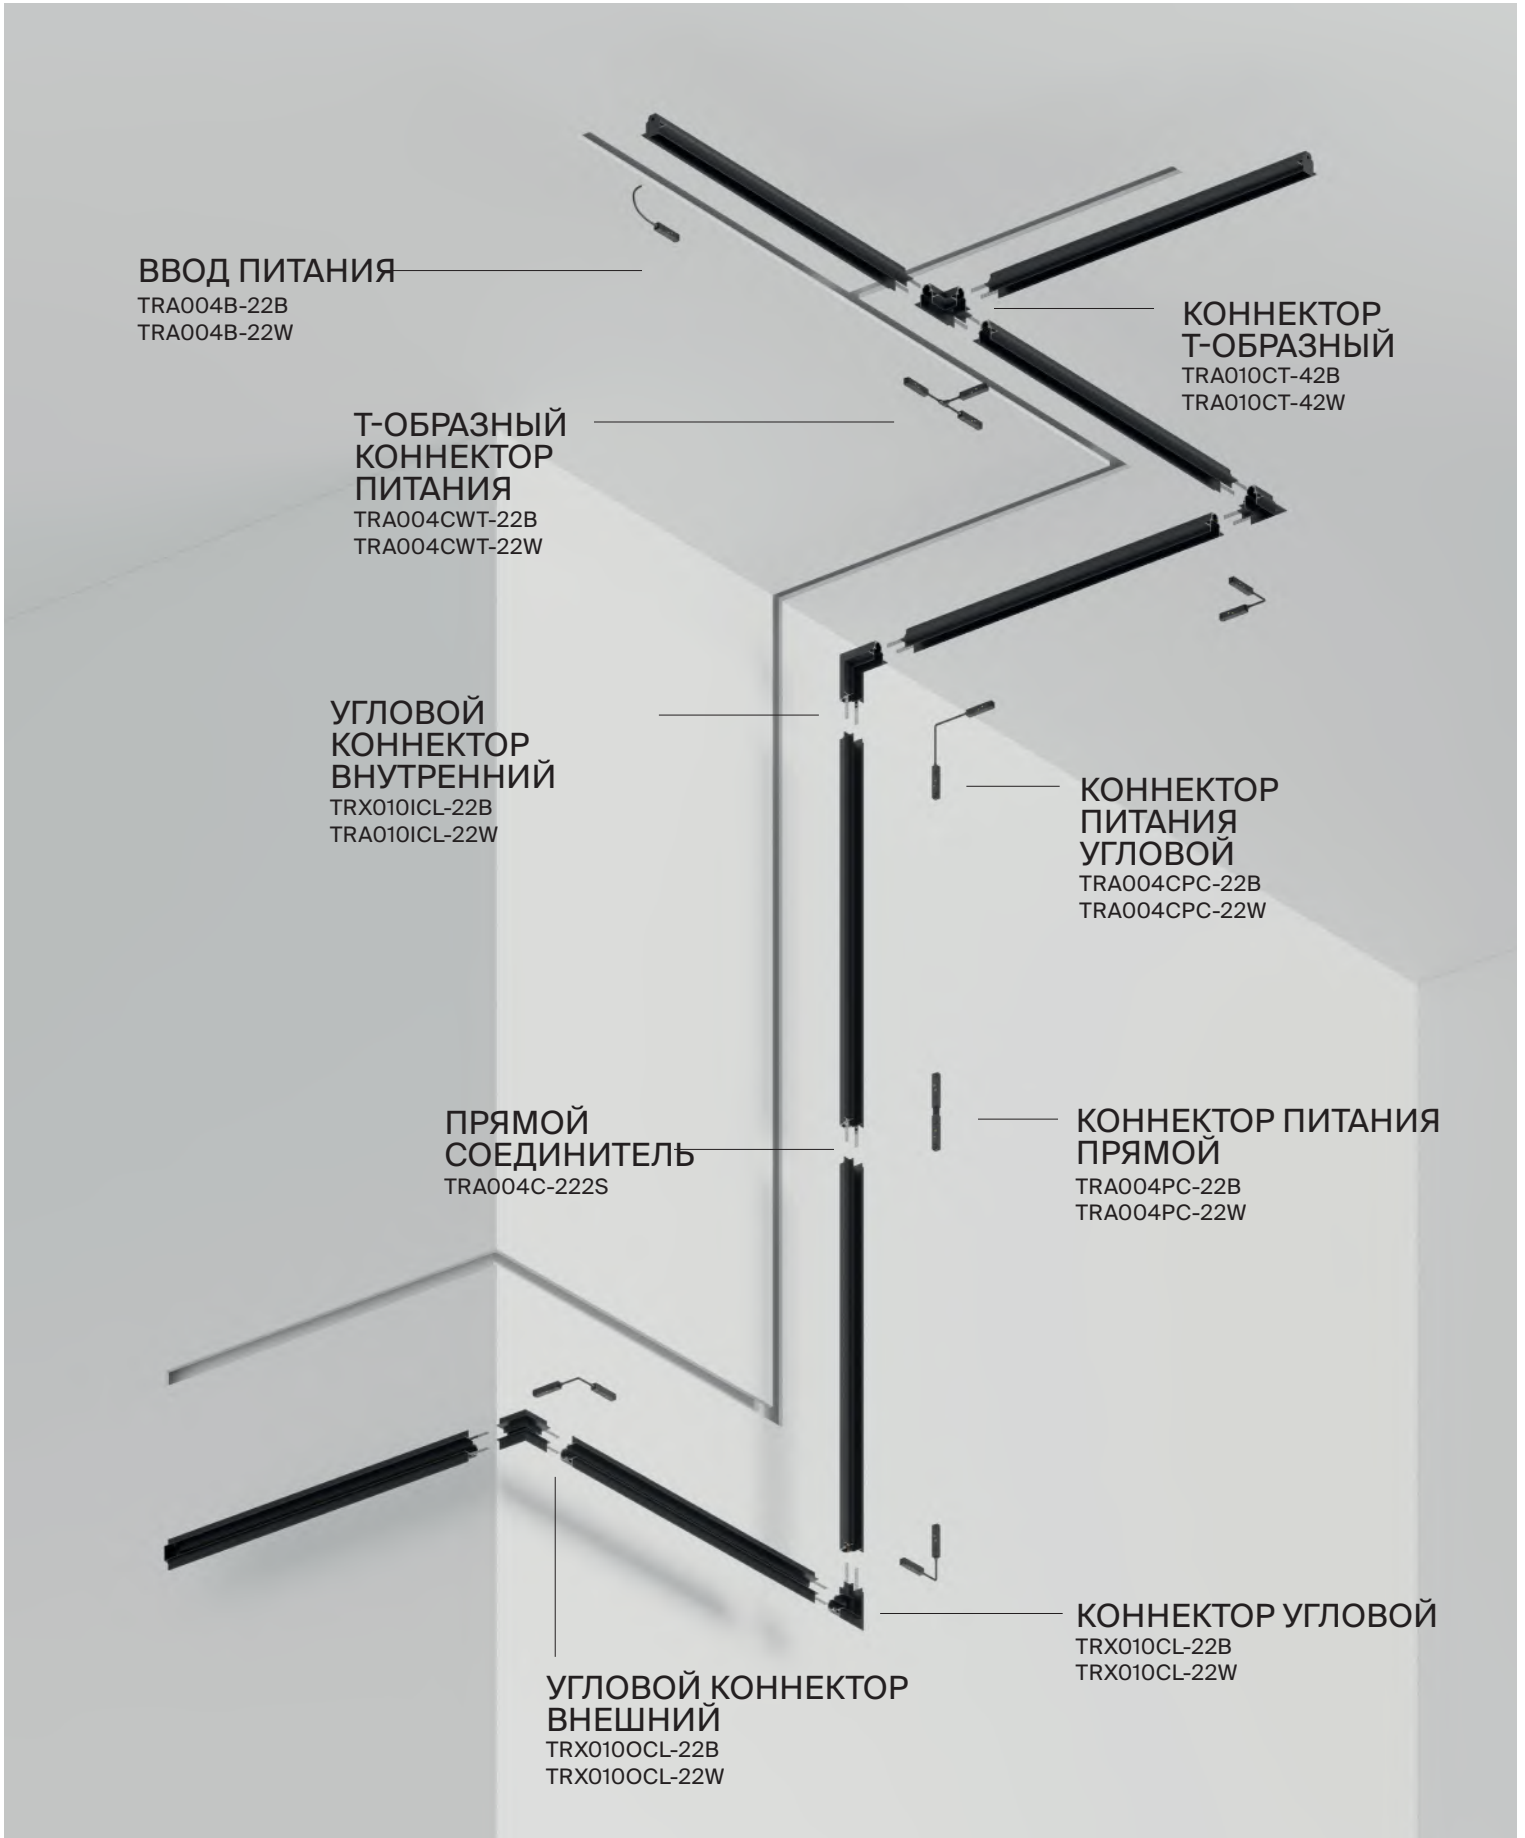 ВВОД ПИТАНИЯ
TRA004B-22B
TRA004B-22W
КОННЕКТОР
Т-ОБРАЗНЫЙ
TRA010CT-42B
TRA010CT-42W
Т-ОБРАЗНЫЙ
КОННЕКТОР
ПИТАНИЯ
TRA004CWT-22B
TRA004CWT-22W
УГЛОВОЙ
КОННЕКТОР
ВНУТРЕННИЙ
TRX010ICL-22B
TRA010ICL-22W
КОННЕКТОР
ПИТАНИЯ
УГЛОВОЙ
TRA004CPC-22B
TRA004CPC-22W
ПРЯМОЙ
СОЕДИНИТЕЛЬ
TRA004C-222S
КОННЕКТОР ПИТАНИЯ
ПРЯМОЙ
TRA004PC-22B
TRA004PC-22W
КОННЕКТОР УГЛОВОЙ
TRX010CL-22B
TRX010CL-22W
УГЛОВОЙ КОННЕКТОР
ВНЕШНИЙ
TRX010OCL-22B
TRX010OCL-22W